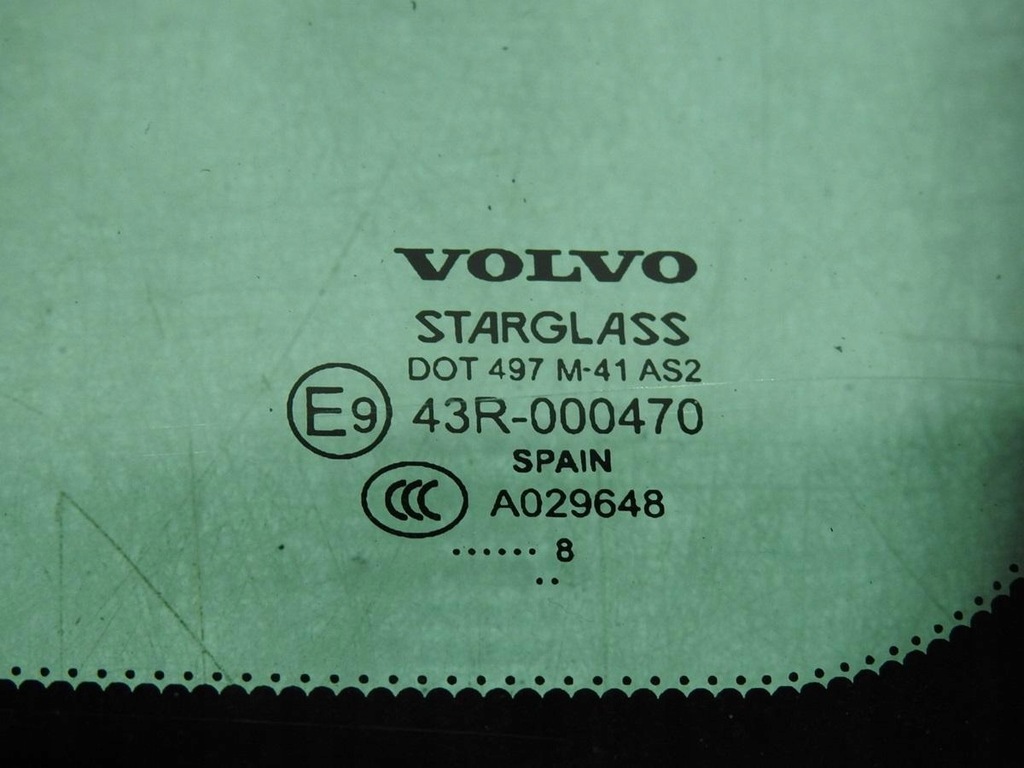 VOLVO
STARGLASS
DOT 497 M-41 AS2
E9 43R-000470
SPAIN
CCC A029648
...... 8
..